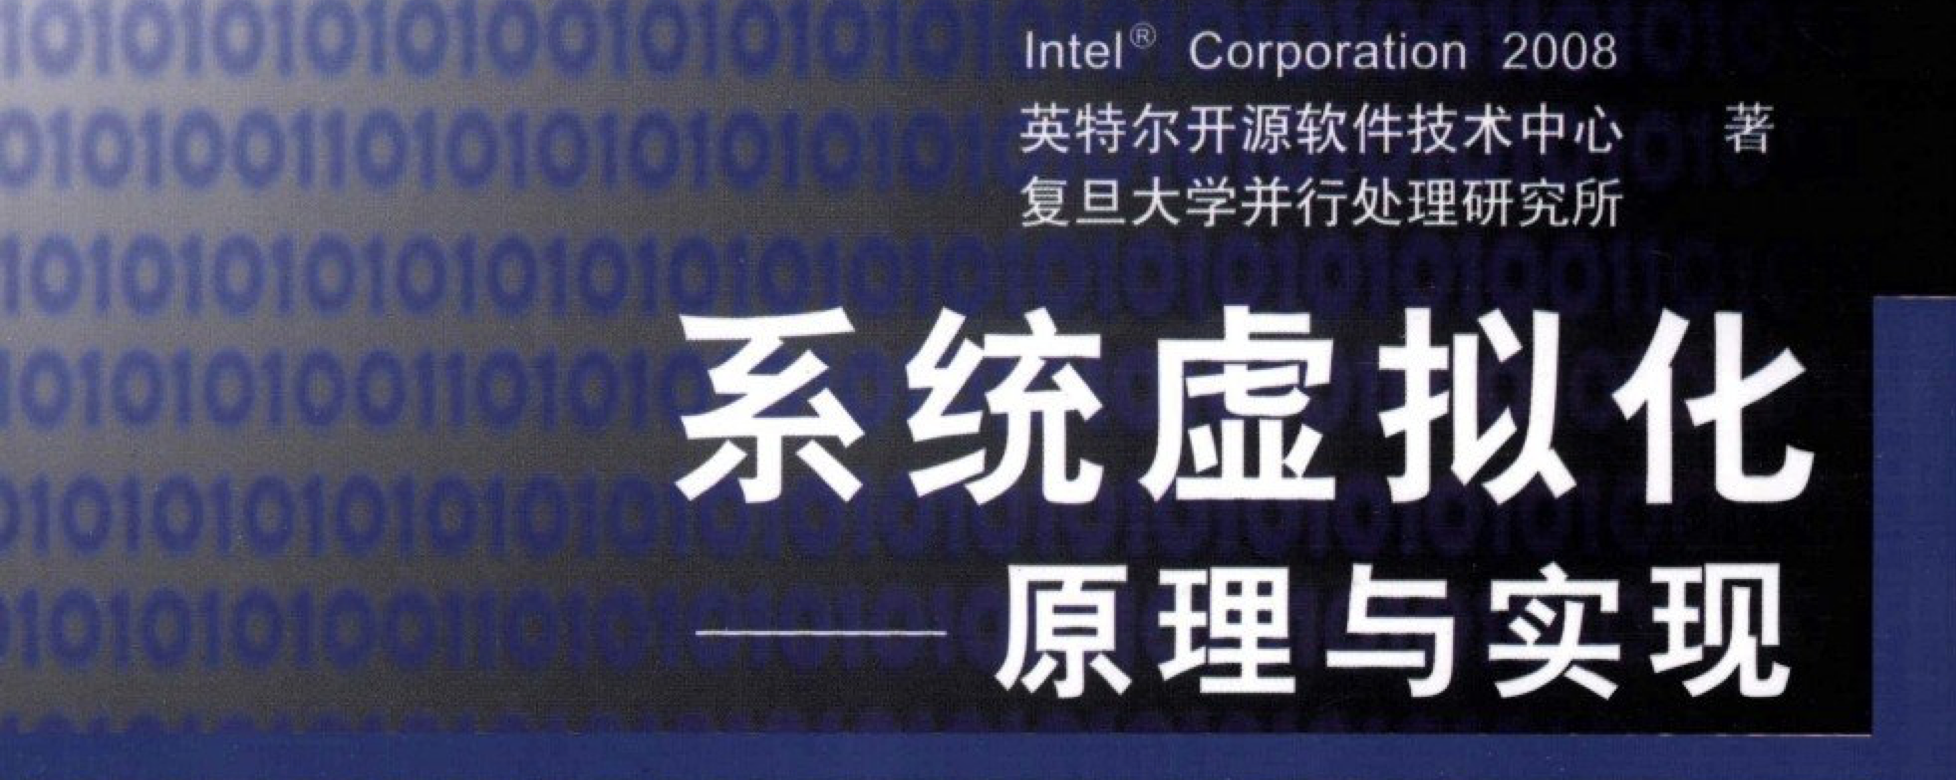 Intel® Corporation 2008
英特尔开源软件技术中心 著
复旦大学并行处理研究所
系统虚拟化
——原理与实现